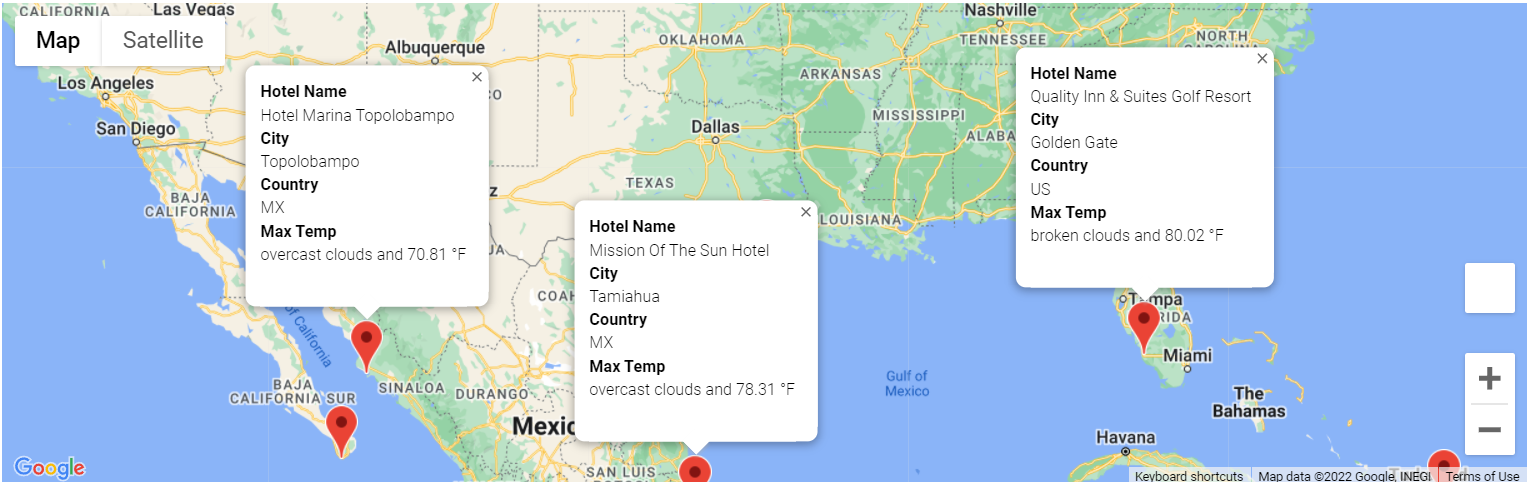 CALIFORNIA
Las Vegas
Nashville
Map
Satellite
Albuquerque
OKLAHOMA
TENNESSEE
NORTH
CAROLINA
Los Angeles
ARKANSAS
San Diego
Dallas
MISSISSIPPI
ALABA
Hotel Name
Hotel Marina Topolobampo
City
Topolobampo
Country
MX
Max Temp
overcast clouds and 70.81 °F
Hotel Name
Mission Of The Sun Hotel
City
Tamiahua
Country
MX
Max Temp
overcast clouds and 78.31 °F
Hotel Name
Quality Inn & Suites Golf Resort
City
Golden Gate
Country
US
Max Temp
broken clouds and 80.02 °F
BAJA
CALIFORNIA
TEXAS
LOUISIANA
COAH
Tampa
RIDA
of California
Miami
BAJA
CALIFORNIA SUR
SINALOA
DURANGO
Gulf of
Mexico
The
Bahamas
Mexic
Havana
SAN LUIS
Google
Keyboard shortcuts
Map data ©2022 Google, INEGI
Terms of Use